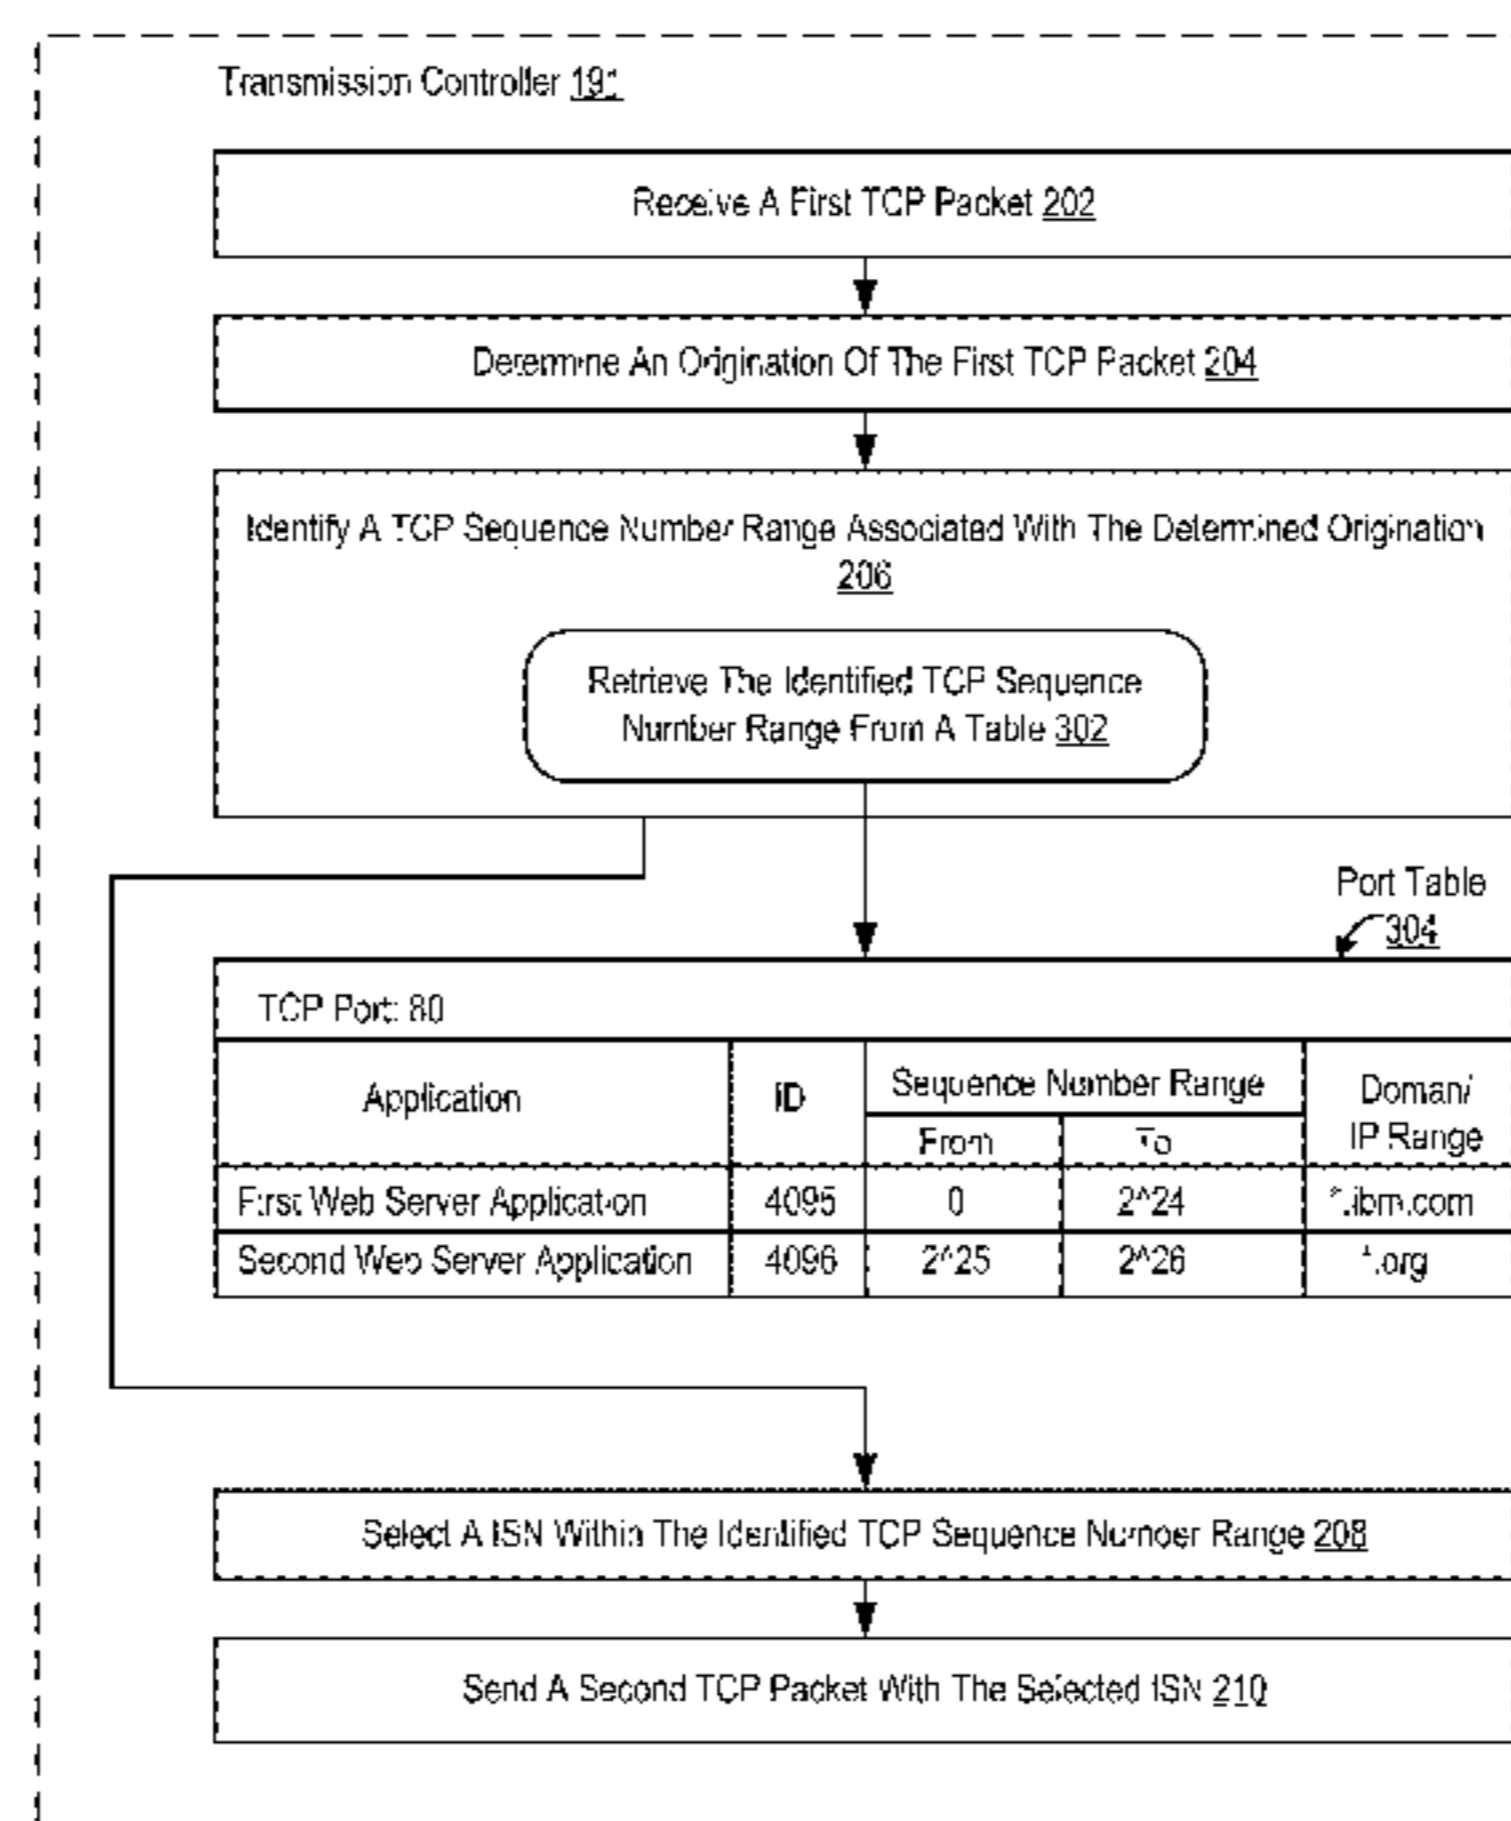 Transmission Controller 191
Receive A First TCP Packet 202
Determine An Origination Of The First TCP Packet 204
Identify A TCP Sequence Number Range Associated With The Determined Origination
206
Retrieve The Identified TCP Sequence
Number Range From A Table 302
Port Table
304
TCP Port: 80
Application
ID
Sequence Number Range
Doman/
IP Range
From
To
First Web Server Application 4095 0 2^24 *.ibm.com
Second Web Server Application 4096 2^25 2^26 *.org
Select A ISN Within The Identified TCP Sequence Number Range 208
Send A Second TCP Packet With The Selected ISN 210